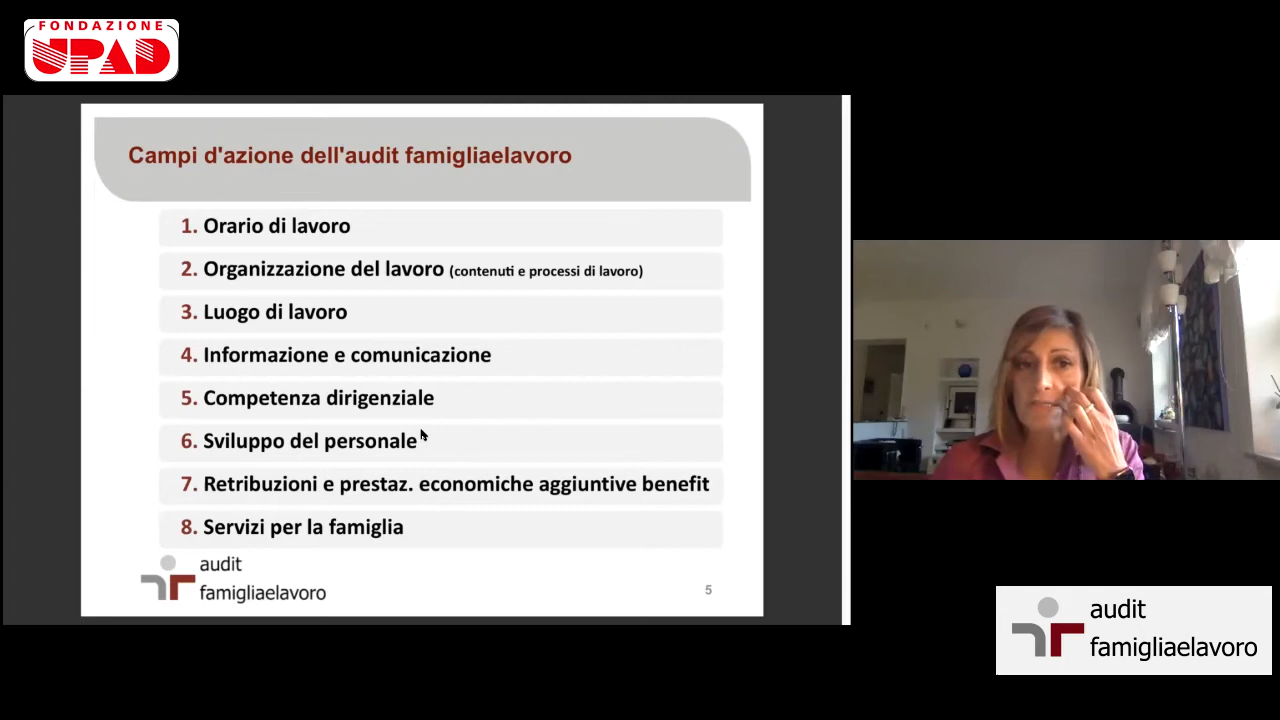 FONDAZIONE
UPAD
Campi d'azione dell'audit famigliaelavoro
1. Orario di lavoro
2. Organizzazione del lavoro (contenuti e processi di lavoro)
3. Luogo di lavoro
4. Informazione e comunicazione
5. Competenza dirigenziale
6. Sviluppo del personale
7. Retribuzioni e prestaz. economiche aggiuntive benefit
8. Servizi per la famiglia
audit
famigliaelavoro
5
audit
famigliaelavoro